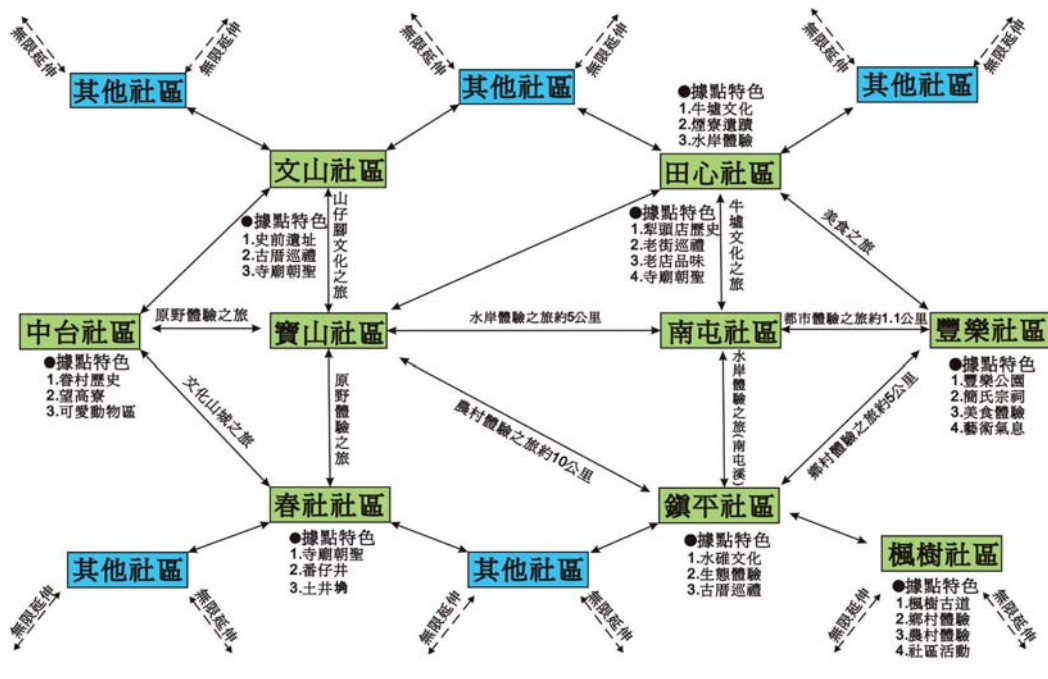 無限延伸
無限延伸
無限延伸
無限延伸
無限延伸
無限延伸
其他社區
其他社區
其他社區
●據點特色
1.牛墟文化
2.煙寮遺蹟
3.水岸體驗
文山社區
田心社區
山仔腳文化之旅
●據點特色
1.史前遺址
2.古厝巡禮
3.寺廟朝聖
●據點特色
1.犁頭店歷史
2.老街巡禮
3.老店品味
4.寺廟朝聖
牛墟文化之旅
美食之旅
中台社區
原野體驗之旅
寶山社區
水岸體驗之旅約5公里
南屯社區
都市體驗之旅約1.1公里
豐樂社區
●據點特色
1.眷村歷史
2.望高寮
3.可愛動物區
文化山城之旅
原野體驗之旅
農村體驗之旅約10公里
水岸體驗之旅(南屯溪)
鄉村體驗之旅約5公里
●據點特色
1.豐樂公園
2.簡氏宗祠
3.美食體驗
4.藝術氣息
春社社區
鎮平社區
●據點特色
1.寺廟朝聖
2.番仔井
3.土井
●據點特色
1.水碓文化
2.生態體驗
3.古厝巡禮
其他社區
其他社區
楓樹社區
●據點特色
1.楓樹古道
2.鄉村體驗
3.農村體驗
4.社區活動
無限延伸
無限延伸
無限延伸
無限延伸
無限延伸
無限延伸